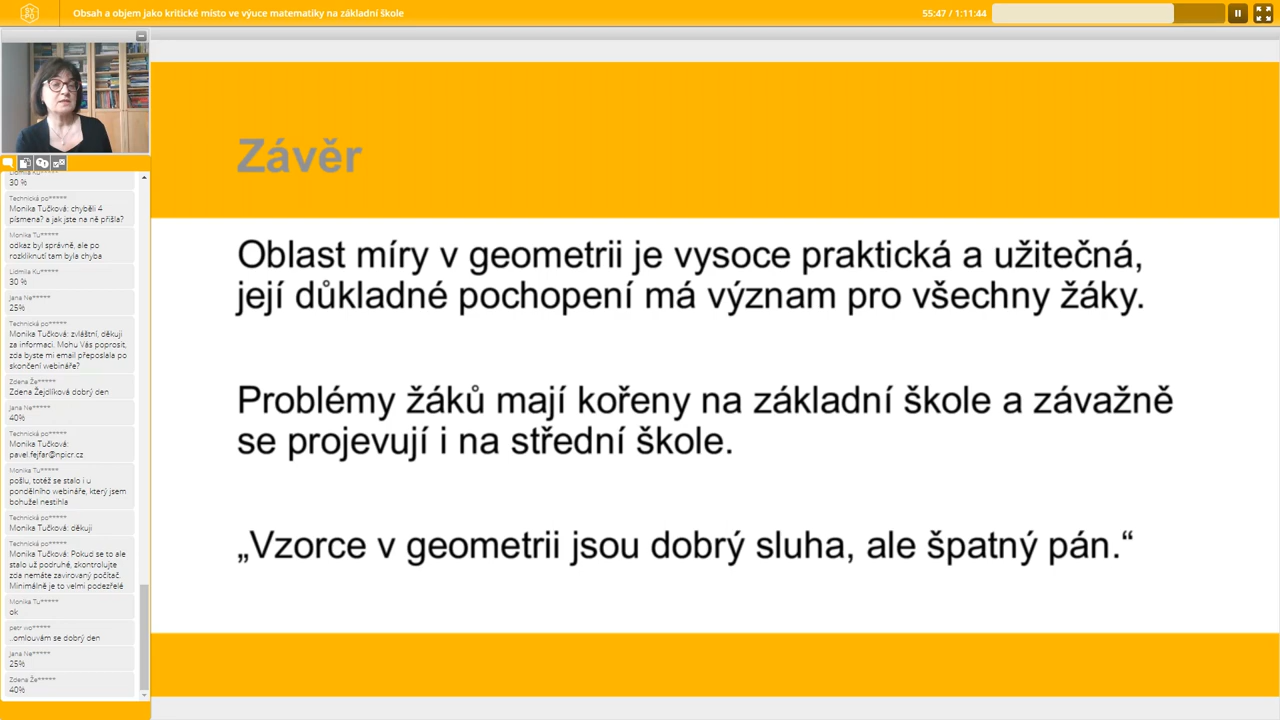 Obsah a objem jako kritické místo ve výuce matematiky na základní škole
55:47 / 1:11:44
30 %
Technická po*****
Monika Tučková: chyběli 4
písmena? a jak jste na ně přišla?
Monika Tu*****
odkaz byl správně, ale po
rozkliknutí tam byla chyba
Lidmila Ku*****
30 %
Jana Ne*****
25%
Technická po*****
Monika Tučková: zvláštní, děkuji
za informaci. Mohu Vás poprosit,
zda byste mi email přeposlala po
skončení webináře?
Zdena Že*****
Zdena Žejdlíková dobrý den
Jana Ne*****
40%
Technická po*****
Monika Tučková:
pavel.fejfar@npicr.cz
Monika Tu*****
pošlu, totéž se stalo i u
pondělního webináře, který jsem
bohužel nestihla
Technická po*****
Monika Tučková: děkuji
Technická po*****
Monika Tučková: Pokud se to ale
stalo už podruhé, zkontrolujte
zda nemáte zavirovaný počítač.
Minimálně je to velmi podezřelé
Monika Tu*****
ok
petr wo*****
..omlouvám se dobrý den
Jana Ne*****
25%
Zdena Že*****
40%
Závěr
Oblast míry v geometrii je vysoce praktická a užitečná,
její důkladné pochopení má význam pro všechny žáky.
Problémy žáků mají kořeny na základní škole a závažně
se projevují i na střední škole.
„Vzorce v geometrii jsou dobrý sluha, ale špatný pán.“